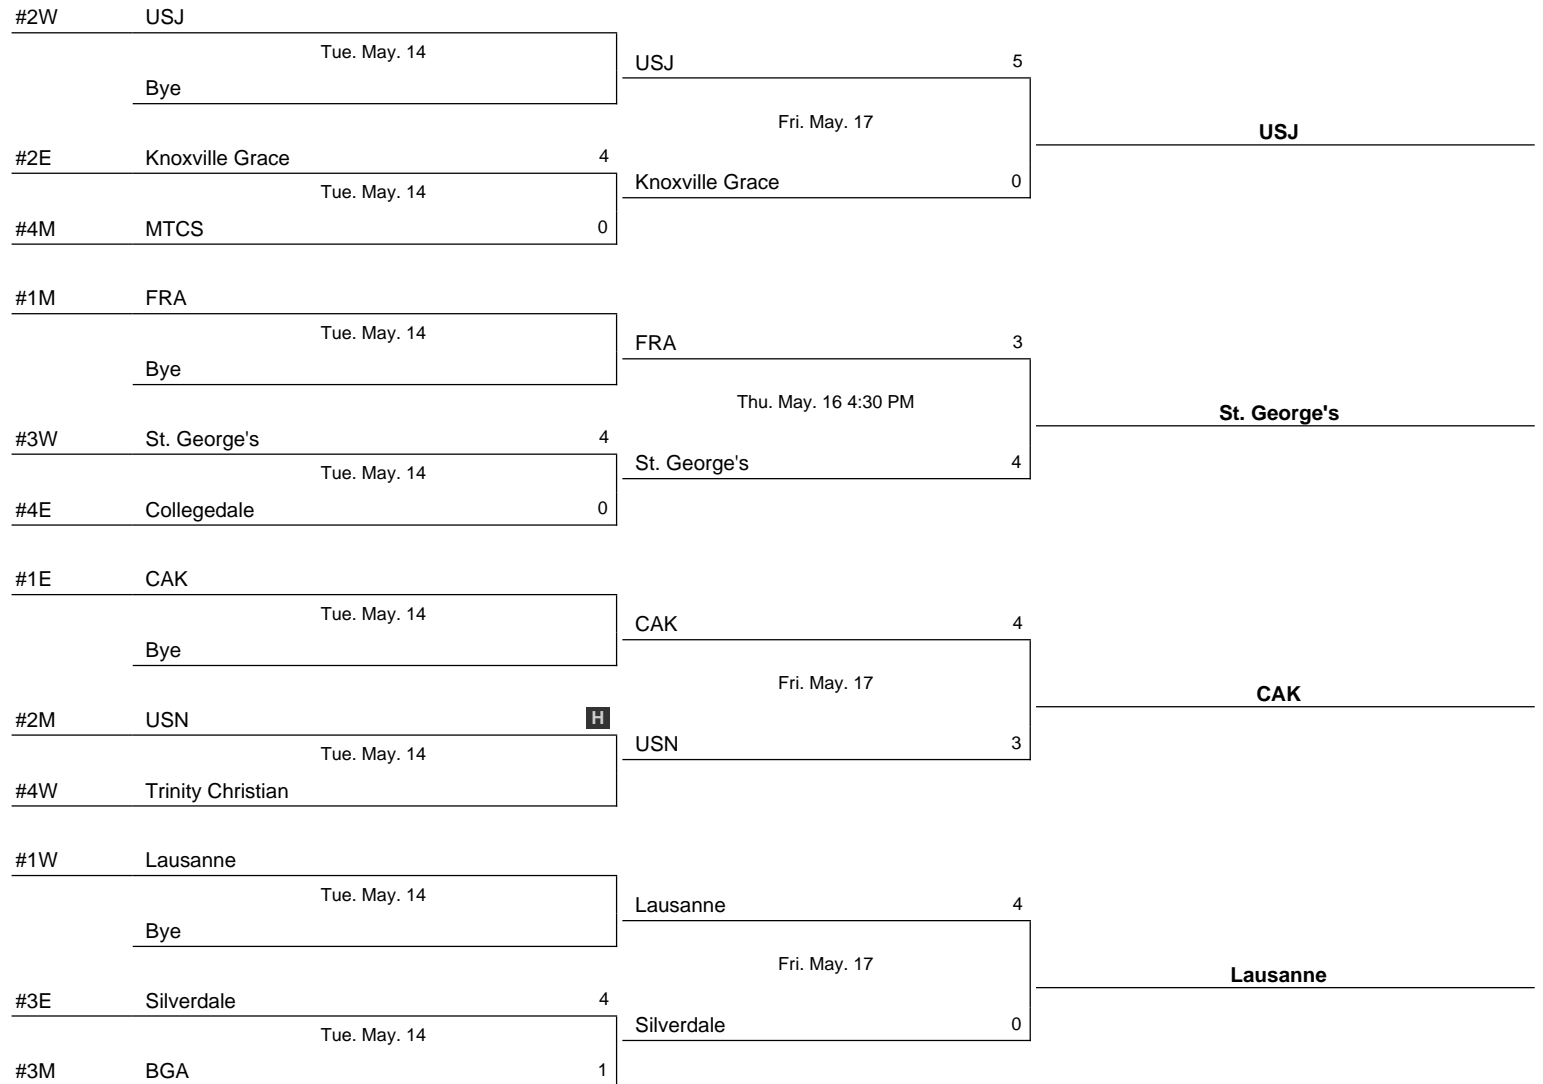 #2W USJ
Tue. May. 14
Bye
USJ 5
Fri. May. 17
USJ
#2E Knoxville Grace 4
Tue. May. 14
Knoxville Grace 0
#4M MTCS 0
#1M FRA
Tue. May. 14
Bye
FRA 3
Thu. May. 16 4:30 PM
St. George's
#3W St. George's 4
Tue. May. 14
St. George's 4
#4E Collegedale 0
#1E CAK
Tue. May. 14
Bye
CAK 4
Fri. May. 17
CAK
#2M USN H
Tue. May. 14
USN 3
#4W Trinity Christian
#1W Lausanne
Tue. May. 14
Bye
Lausanne 4
Fri. May. 17
Lausanne
#3E Silverdale 4
Tue. May. 14
Silverdale 0
#3M BGA 1